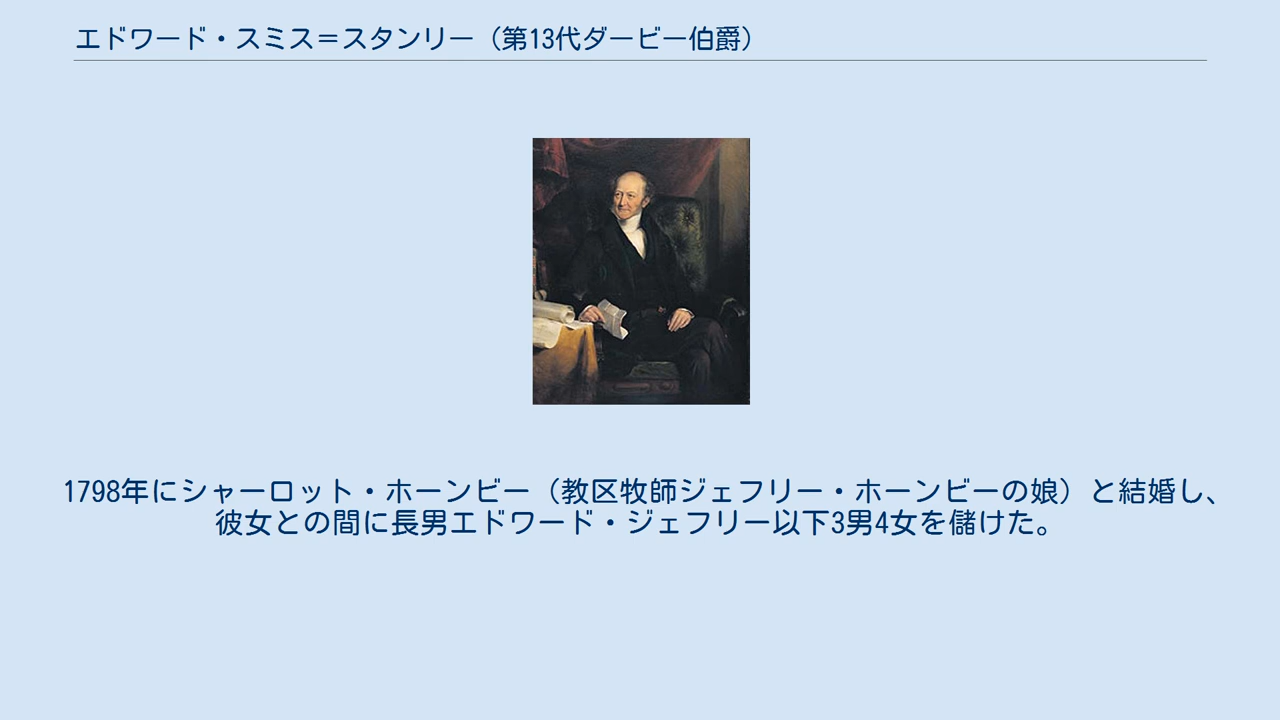 エドワード・スミス＝スタンリー（第13代ダービー伯爵）
1798年にシャーロット・ホーンビー（教区牧師ジェフリー・ホーンビーの娘）と結婚し、
彼女との間に長男エドワード・ジェフリー以下3男4女を儲けた。